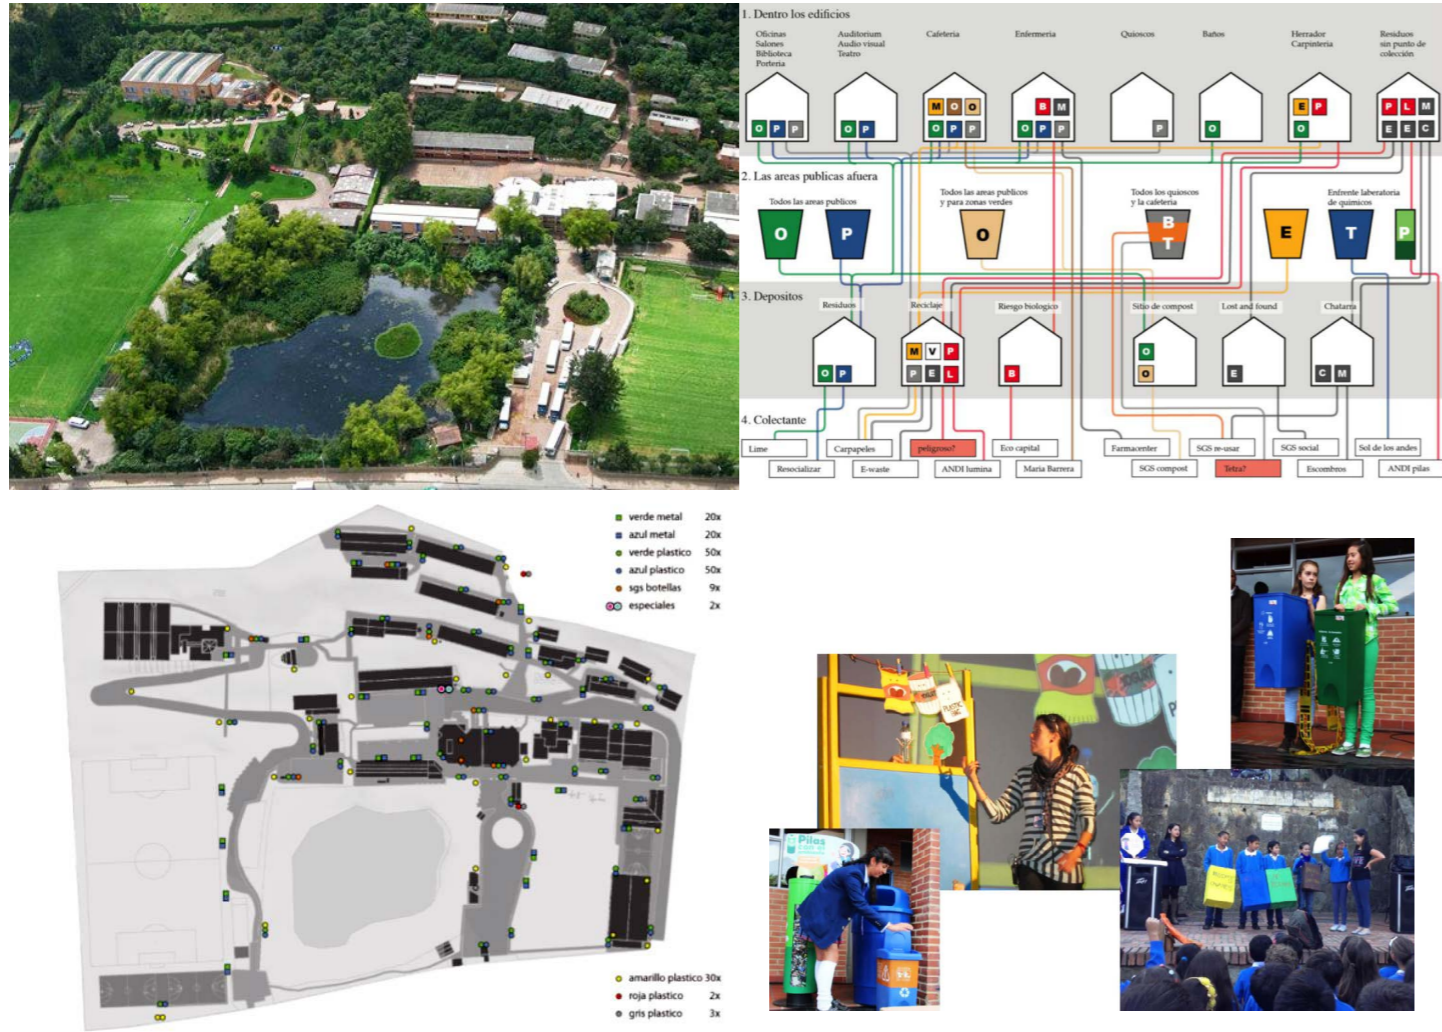 1. Dentro los edificios
Oficinas
Salones
Biblioteca
Porteria
Auditorium
Audio visual
Teatro
Cafeteria
Enfermeria
Quioscos
Baños
Herrador
Carpinteria
Residuos
sin punto de
colección
M O O
B M
E P
P L M
O P P
O P
O P P
O P P
P
O
O
E E C
2. Las areas publicas afuera
Todos las areas publicos
Todos las areas publicos
y para zonas verdes
Todos los quioscos
y la cafeteria
Enfrente laboratoria
de quimicos
O
P
O
B
T
E
T
P
3. Depositos
Residuos
Reciclaje
Riesgo biologico
Sitio de compost
Lost and found
Chatarra
M V P
O
O P
P E L
B
O
E
C M
4. Colectante
Lime
Carpapeles
peligroso?
Eco capital
Farmacenter
SGS re-usar
SGS social
Sol de los andes
Resocializar
E-waste
ANDI lumina
Maria Barrera
SGS compost
Tetra?
Escombros
ANDI pilas
verde metal 20x
azul metal 20x
verde plastico 50x
azul plastico 50x
sgs botellas 9x
especiales 2x
amarillo plastico 30x
roja plastico 2x
gris plastico 3x
Pilas
con el